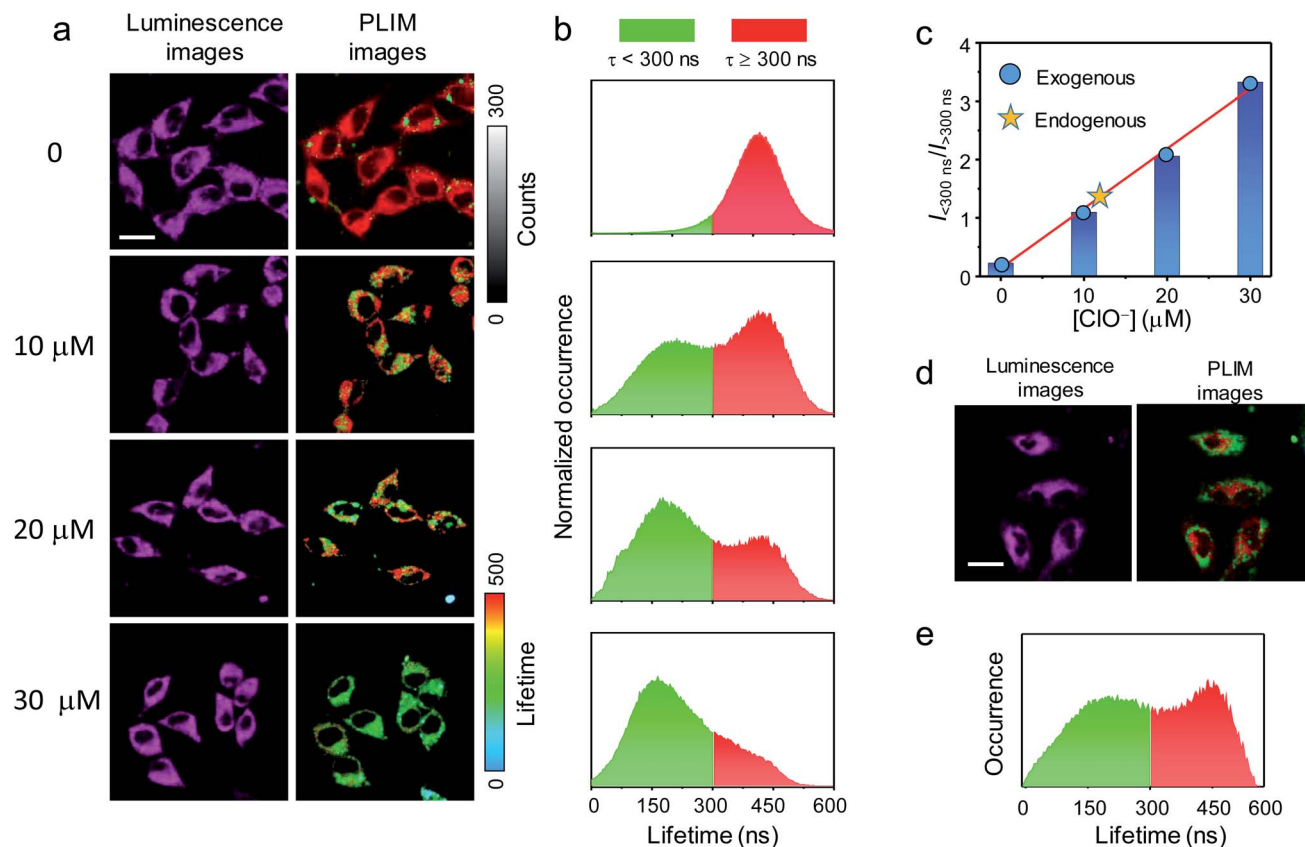 a
Luminescence
images
PLIM
images
0
10 μM
20 μM
30 μM
300
Counts
0
500
Lifetime
0
b
τ < 300 ns
τ ≥ 300 ns
Normalized occurrence
0 150 300 450 600
Lifetime (ns)
c
4
3
2
1
0
I<300 ns/I>300 ns
Exogenous
Endogenous
0 10 20 30
[ClO⁻] (μM)
d
Luminescence
images
PLIM
images
e
Occurrence
0 150 300 450 600
Lifetime (ns)